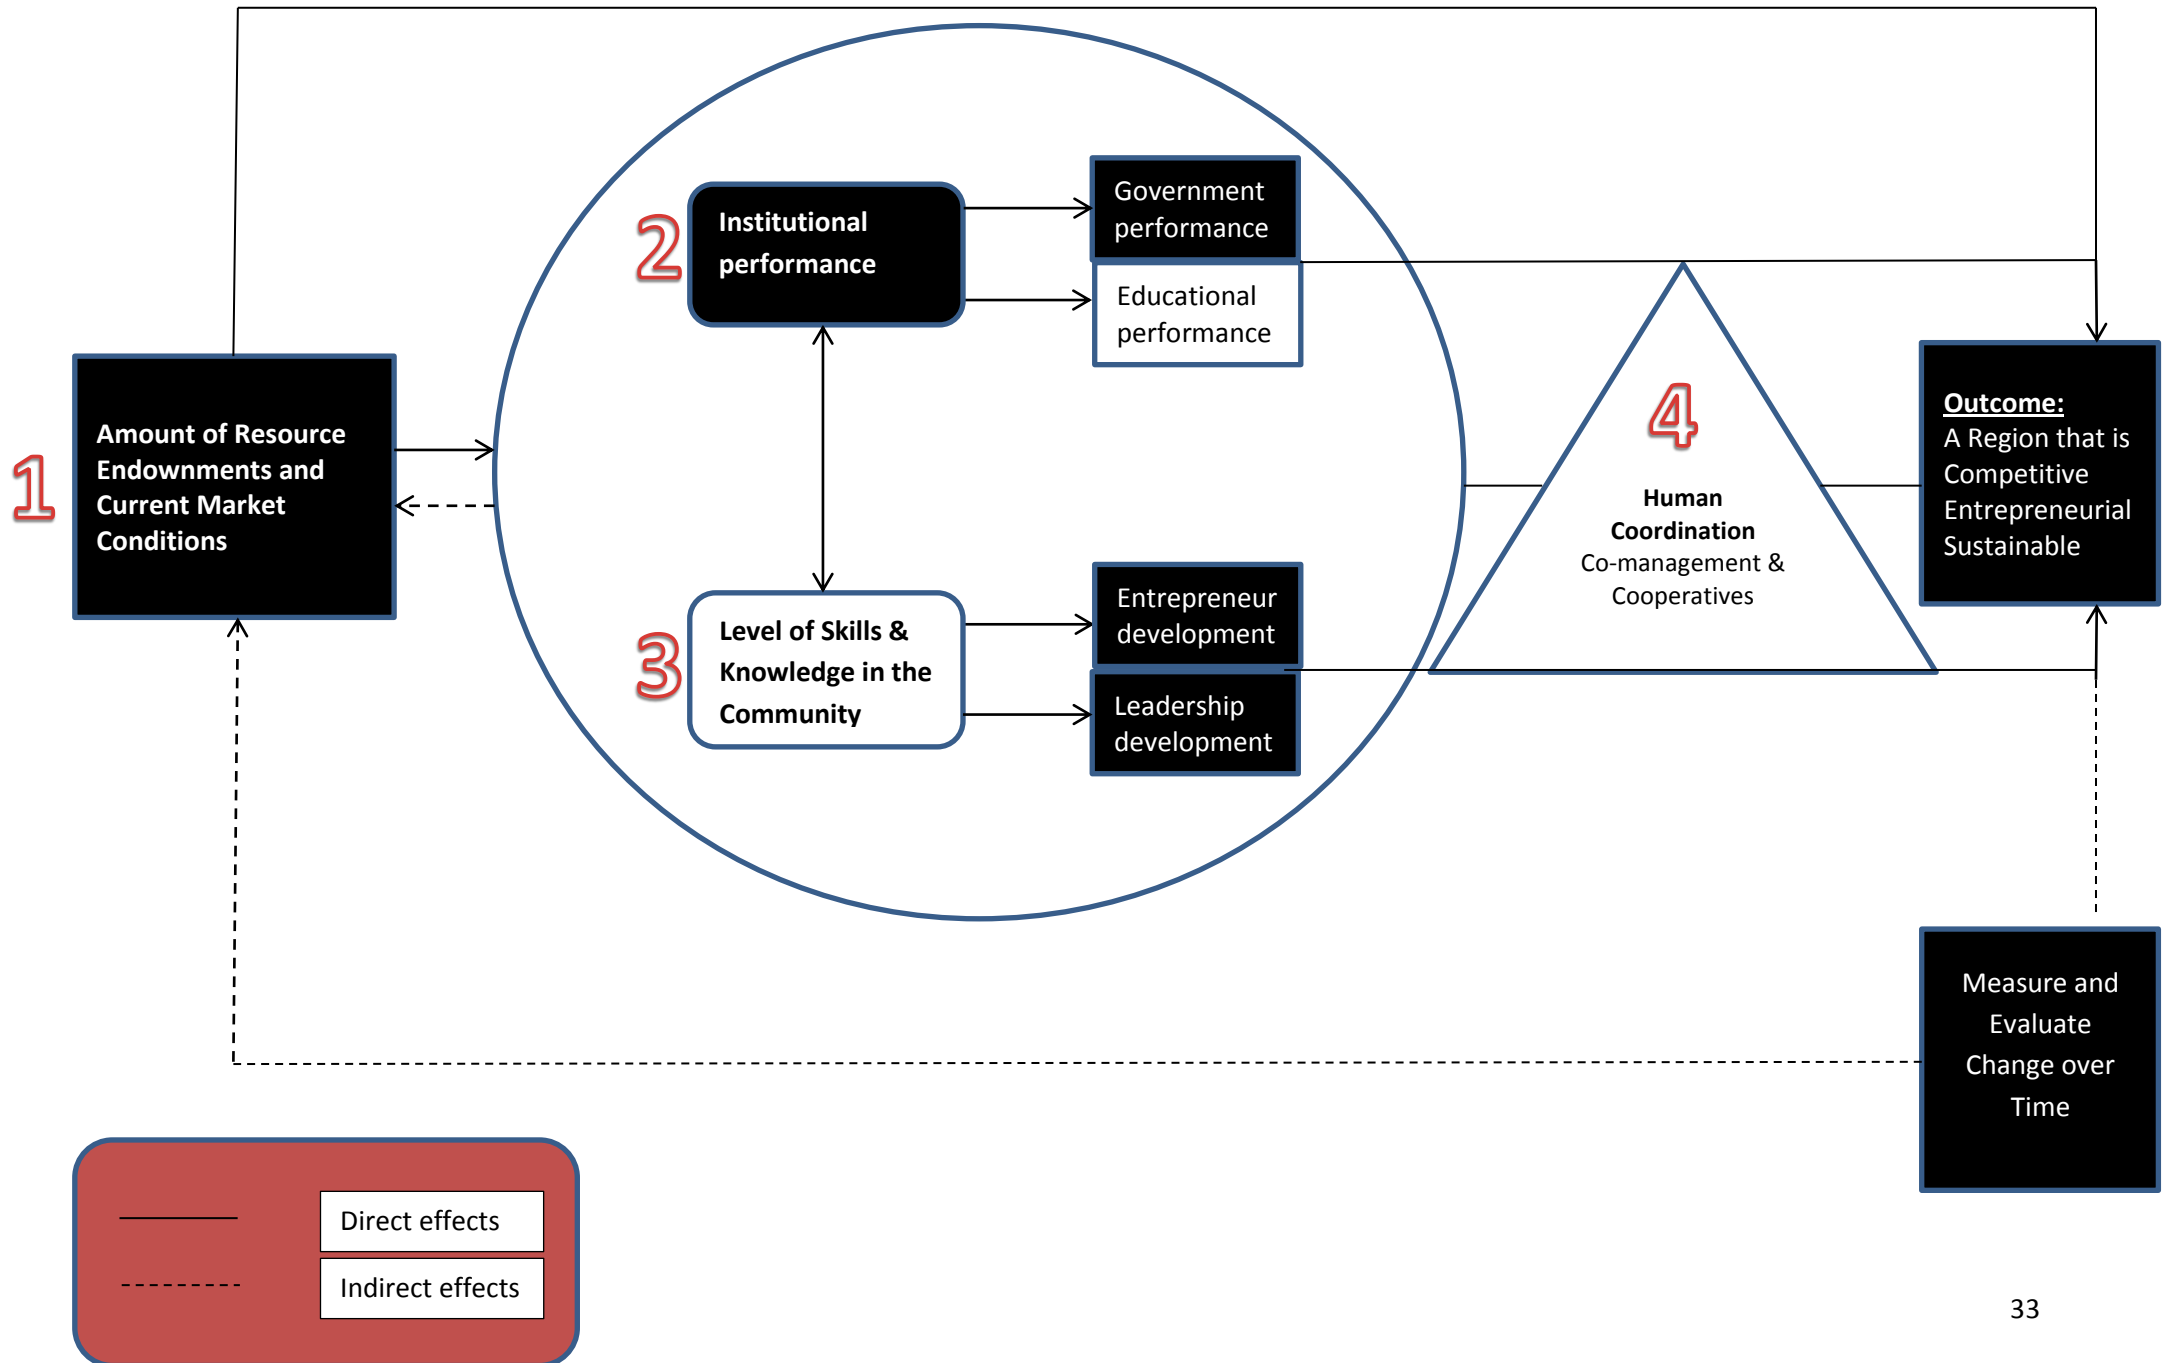 1
Amount of Resource
Endownments and
Current Market
Conditions
2
Institutional
performance
Government
performance
Educational
performance
3
Level of Skills &
Knowledge in the
Community
Entrepreneur
development
Leadership
development
4
Human
Coordination
Co-management &
Cooperatives
Outcome:
A Region that is
Competitive
Entrepreneurial
Sustainable
Measure and
Evaluate
Change over
Time
Direct effects
Indirect effects
33